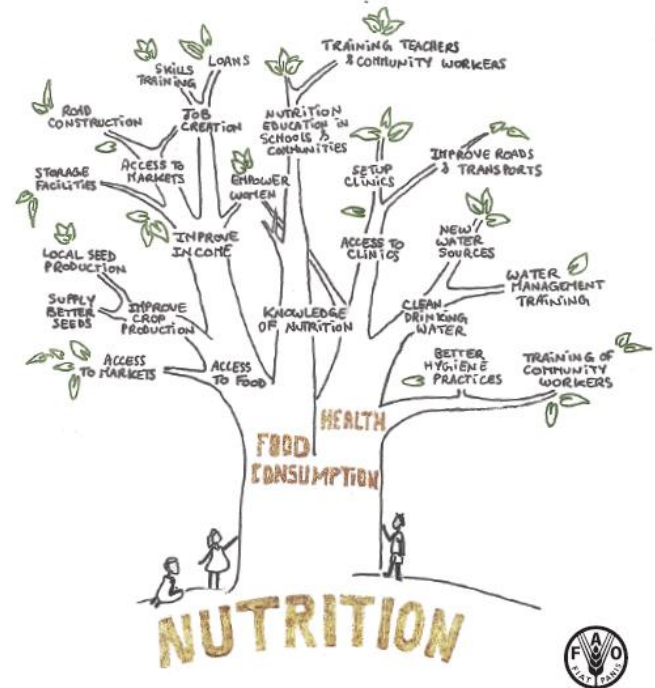 TRAINING TEACHERS
& COMMUNITY WORKERS
LOANS
SKILLS
TRAINING
ROAD
CONSTRUCTION
JOB
CREATION
NUTRITION
EDUCATION IN
SCHOOLS &
COMMUNITIES
IMPROVE ROADS
& TRANSPORTS
SETUP
CLINICS
ACCESS TO
MARKETS
STORAGE
FACILITIES
EMPOWER
WOMEN
IMPROVE
INCOME
ACCESS TO
CLINICS
NEW
WATER
SOURCES
LOCAL SEED
PRODUCTION
WATER
MANAGEMENT
TRAINING
SUPPLY
BETTER
SEEDS
IMPROVE
CROP
PRODUCTION
KNOWLEDGE
OF NUTRITION
CLEAN
DRINKING
WATER
ACCESS
TO MARKETS
ACCESS
TO FOOD
BETTER
HYGIENE
PRACTICES
TRAINING OF
COMMUNITY
WORKERS
HEALTH
FOOD
CONSUMPTION
NUTRITION
F A O
FIAT PANIS